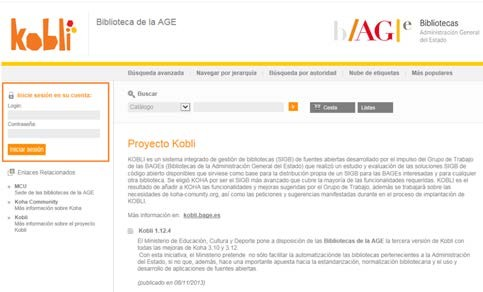 kobli
Biblioteca de la AGE
b/AG|e
Bibliotecas
Administración General
del Estado
Búsqueda avanzada | Navegar por jerarquía | Búsqueda por autoridad | Nube de etiquetas | Más populares
Inicie sesión en su cuenta:
Login:
Contraseña:
Iniciar sesión
Enlaces Relacionados
MCU
Sede de las bibliotecas de la AGE
Koha Community
Más información sobre Koha
Kobli
Más información sobre el proyecto
Kobli
Buscar
Catálogo
Cesta
Listas
Proyecto Kobli
KOBLI es un sistema integrado de gestión de bibliotecas (SIGB) de fuentes abiertas desarrollado por el impulso de Grupo de Trabajo
de las BAGEs (Bibliotecas de la Administración General del Estado) que realizó un estudio y evaluación de las soluciones SIGB de
código abierto disponibles que sirviese como base para la distribución propia de un SIGB para las BAGEs interesadas y para cualquier
otra biblioteca. Se eligió KOHA por ser el SIGB más avanzado que cubre la mayoría de las funcionalidades requeridas, KOBLI es el
resultado de añadir a KOHA las funcionalidades y mejoras sugeridas por el Grupo de Trabajo, además se trabajará sobre las
necesidades de koha-comunity.org, así como las peticiones y sugerencias manifestadas durante en el proceso de implantación de
KOBLI.
Más información en: kobli.bage.es
Kobli 1.12.4
El Ministerio de Educación, Cultura y Deporte pone a disposición de las Bibliotecas de la AGE la tercera versión de Kobli con todas
las mejoras de Koha 3.10 y 3.12.
Con esta iniciativa, el Ministerio pretende no sólo facilitar la automatización de las bibliotecas pertenecientes a la Administración
del Estado, si no que, además, hace una importante apuesta hacia la estandarización, normalización bibliotecaria y el uso y
desarrollo de aplicaciones de fuentes abiertas.
(publicado en 08/11/2013)